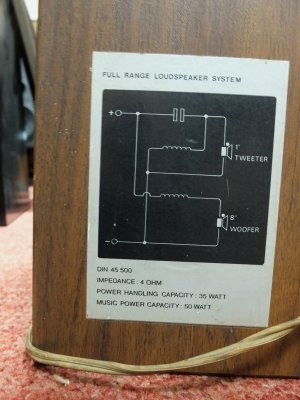 FULL RANGE LOUDSPEAKER SYSTEM
+
1'
TWEETER
8'
WOOFER
−
DIN 45 500
IMPEDANCE : 4 OHM
POWER HANDLING CAPACITY : 35 WATT
MUSIC POWER CAPACITY : 50 WATT